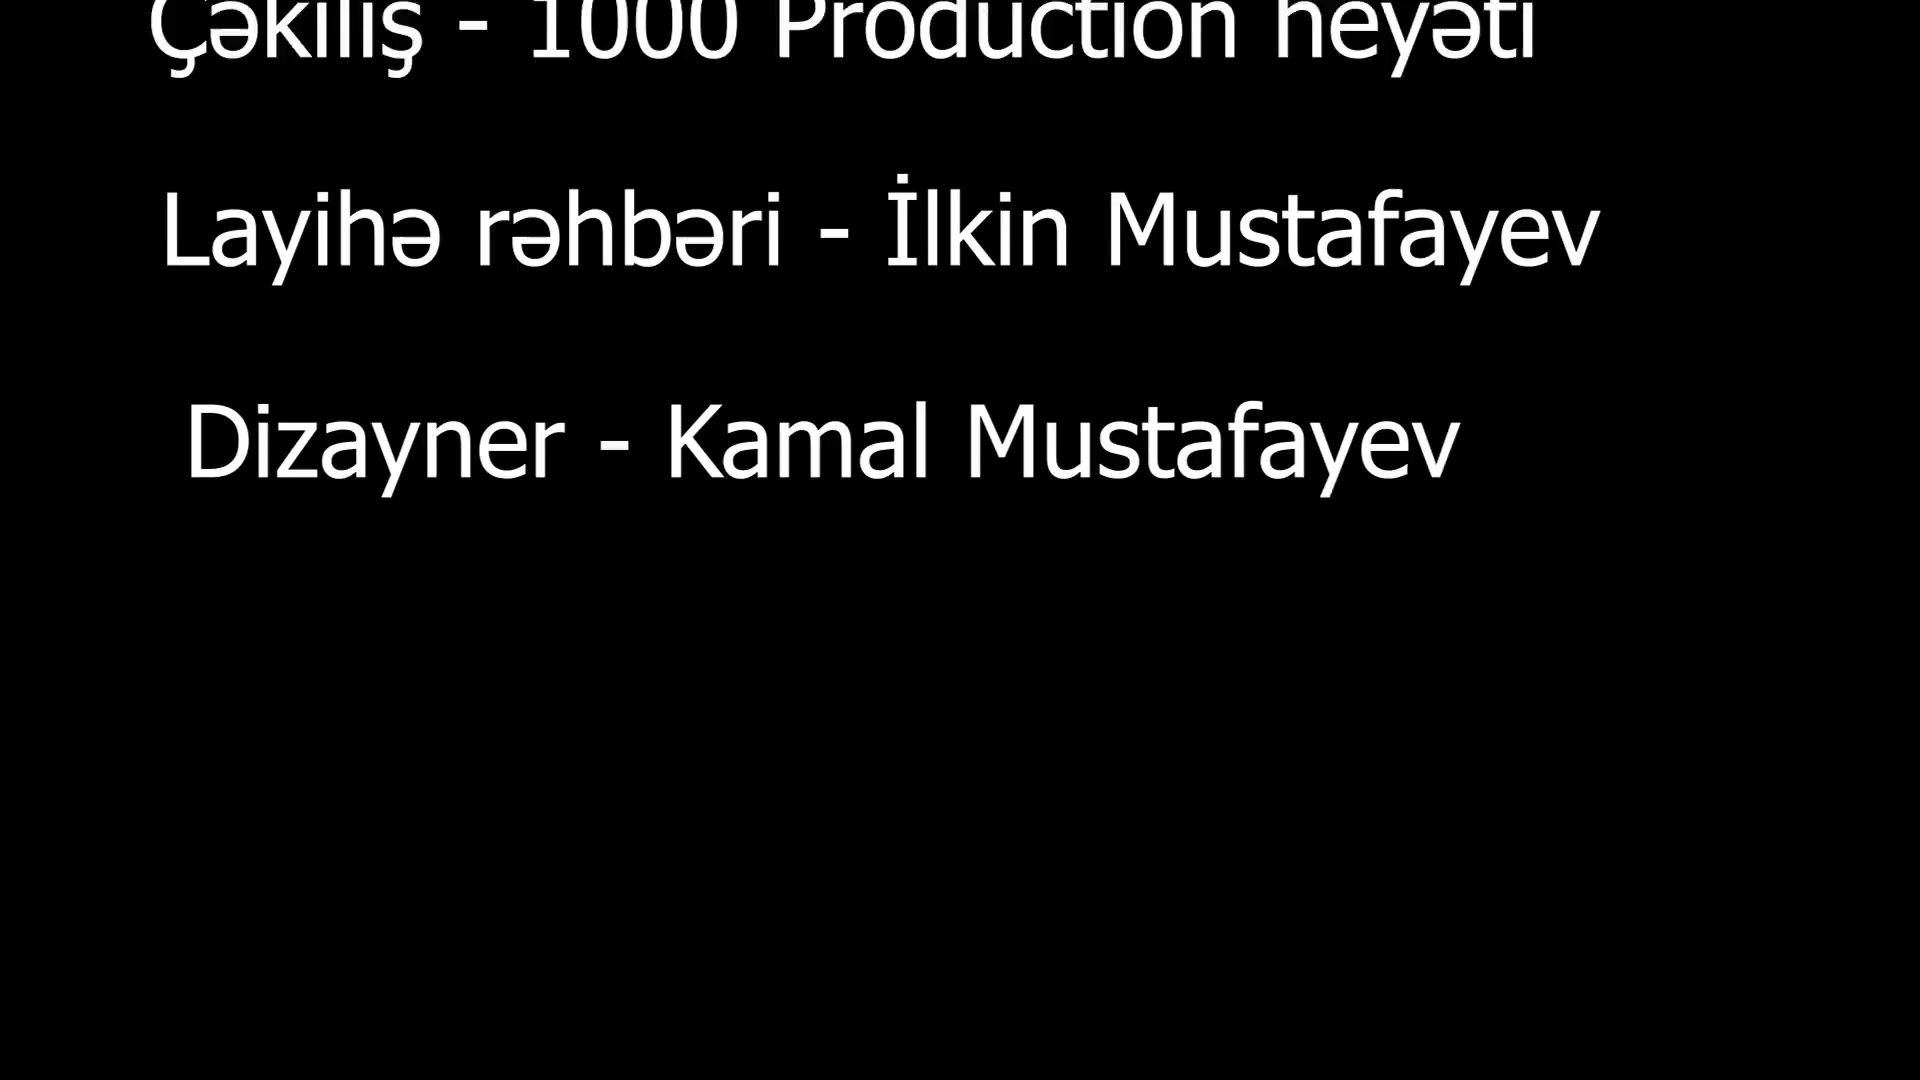 Çəkiliş - 1000 Production heyəti
Layihə rəhbəri - İlkin Mustafayev
Dizayner - Kamal Mustafayev